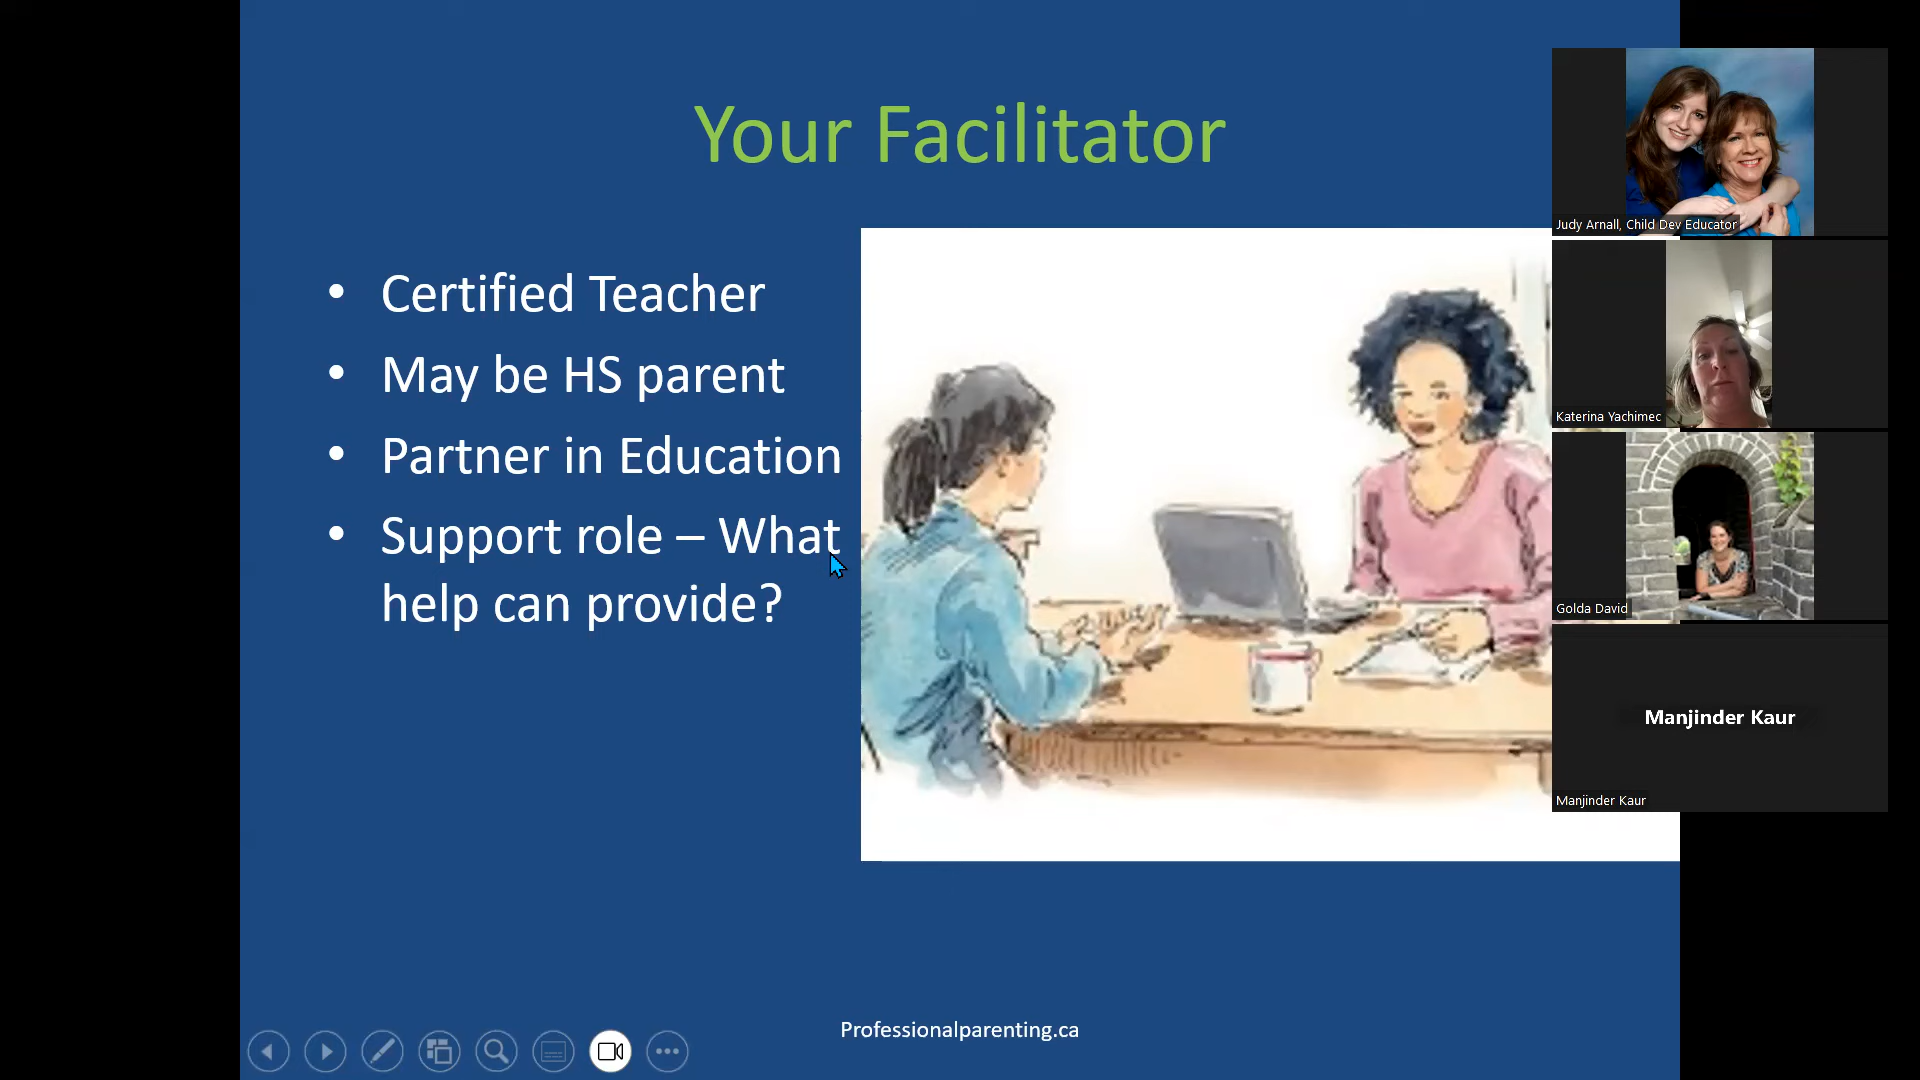 Your Facilitator
• Certified Teacher
• May be HS parent
• Partner in Education
• Support role – What
help can provide?
Professionalparenting.ca
Judy Arnall, Child Dev Educator
Katerina Yachimec
Golda David
Manjinder Kaur
Manjinder Kaur